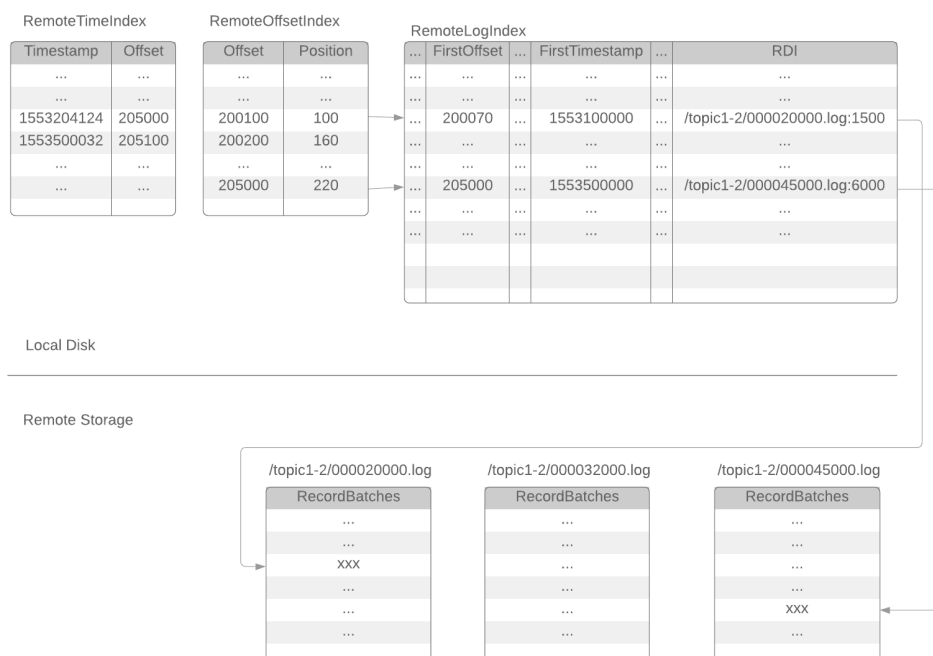 RemoteTimeIndex RemoteOffsetIndex RemoteLogIndex
Timestamp Offset Offset Position ... FirstOffset ... FirstTimestamp ... RDI
... ... ... ... ... ... ... ... ... ...
... ... ... ... ... ... ... ... ... ...
1553204124 205000 200100 100 ... 200070 ... 1553100000 ... /topic1-2/000020000.log:1500
1553500032 205100 200200 160 ... ... ... ... ... ...
... ... ... ... ... ... ... ... ... ...
... ... 205000 220 ... 205000 ... 1553500000 ... /topic1-2/000045000.log:6000
... ... ... ... ... ...
... ... ... ... ... ...
Local Disk
Remote Storage
/topic1-2/000020000.log /topic1-2/000032000.log /topic1-2/000045000.log
RecordBatches RecordBatches RecordBatches
... ... ...
... ... ...
xxx ... ...
... ... ...
... ... xxx
... ... ...